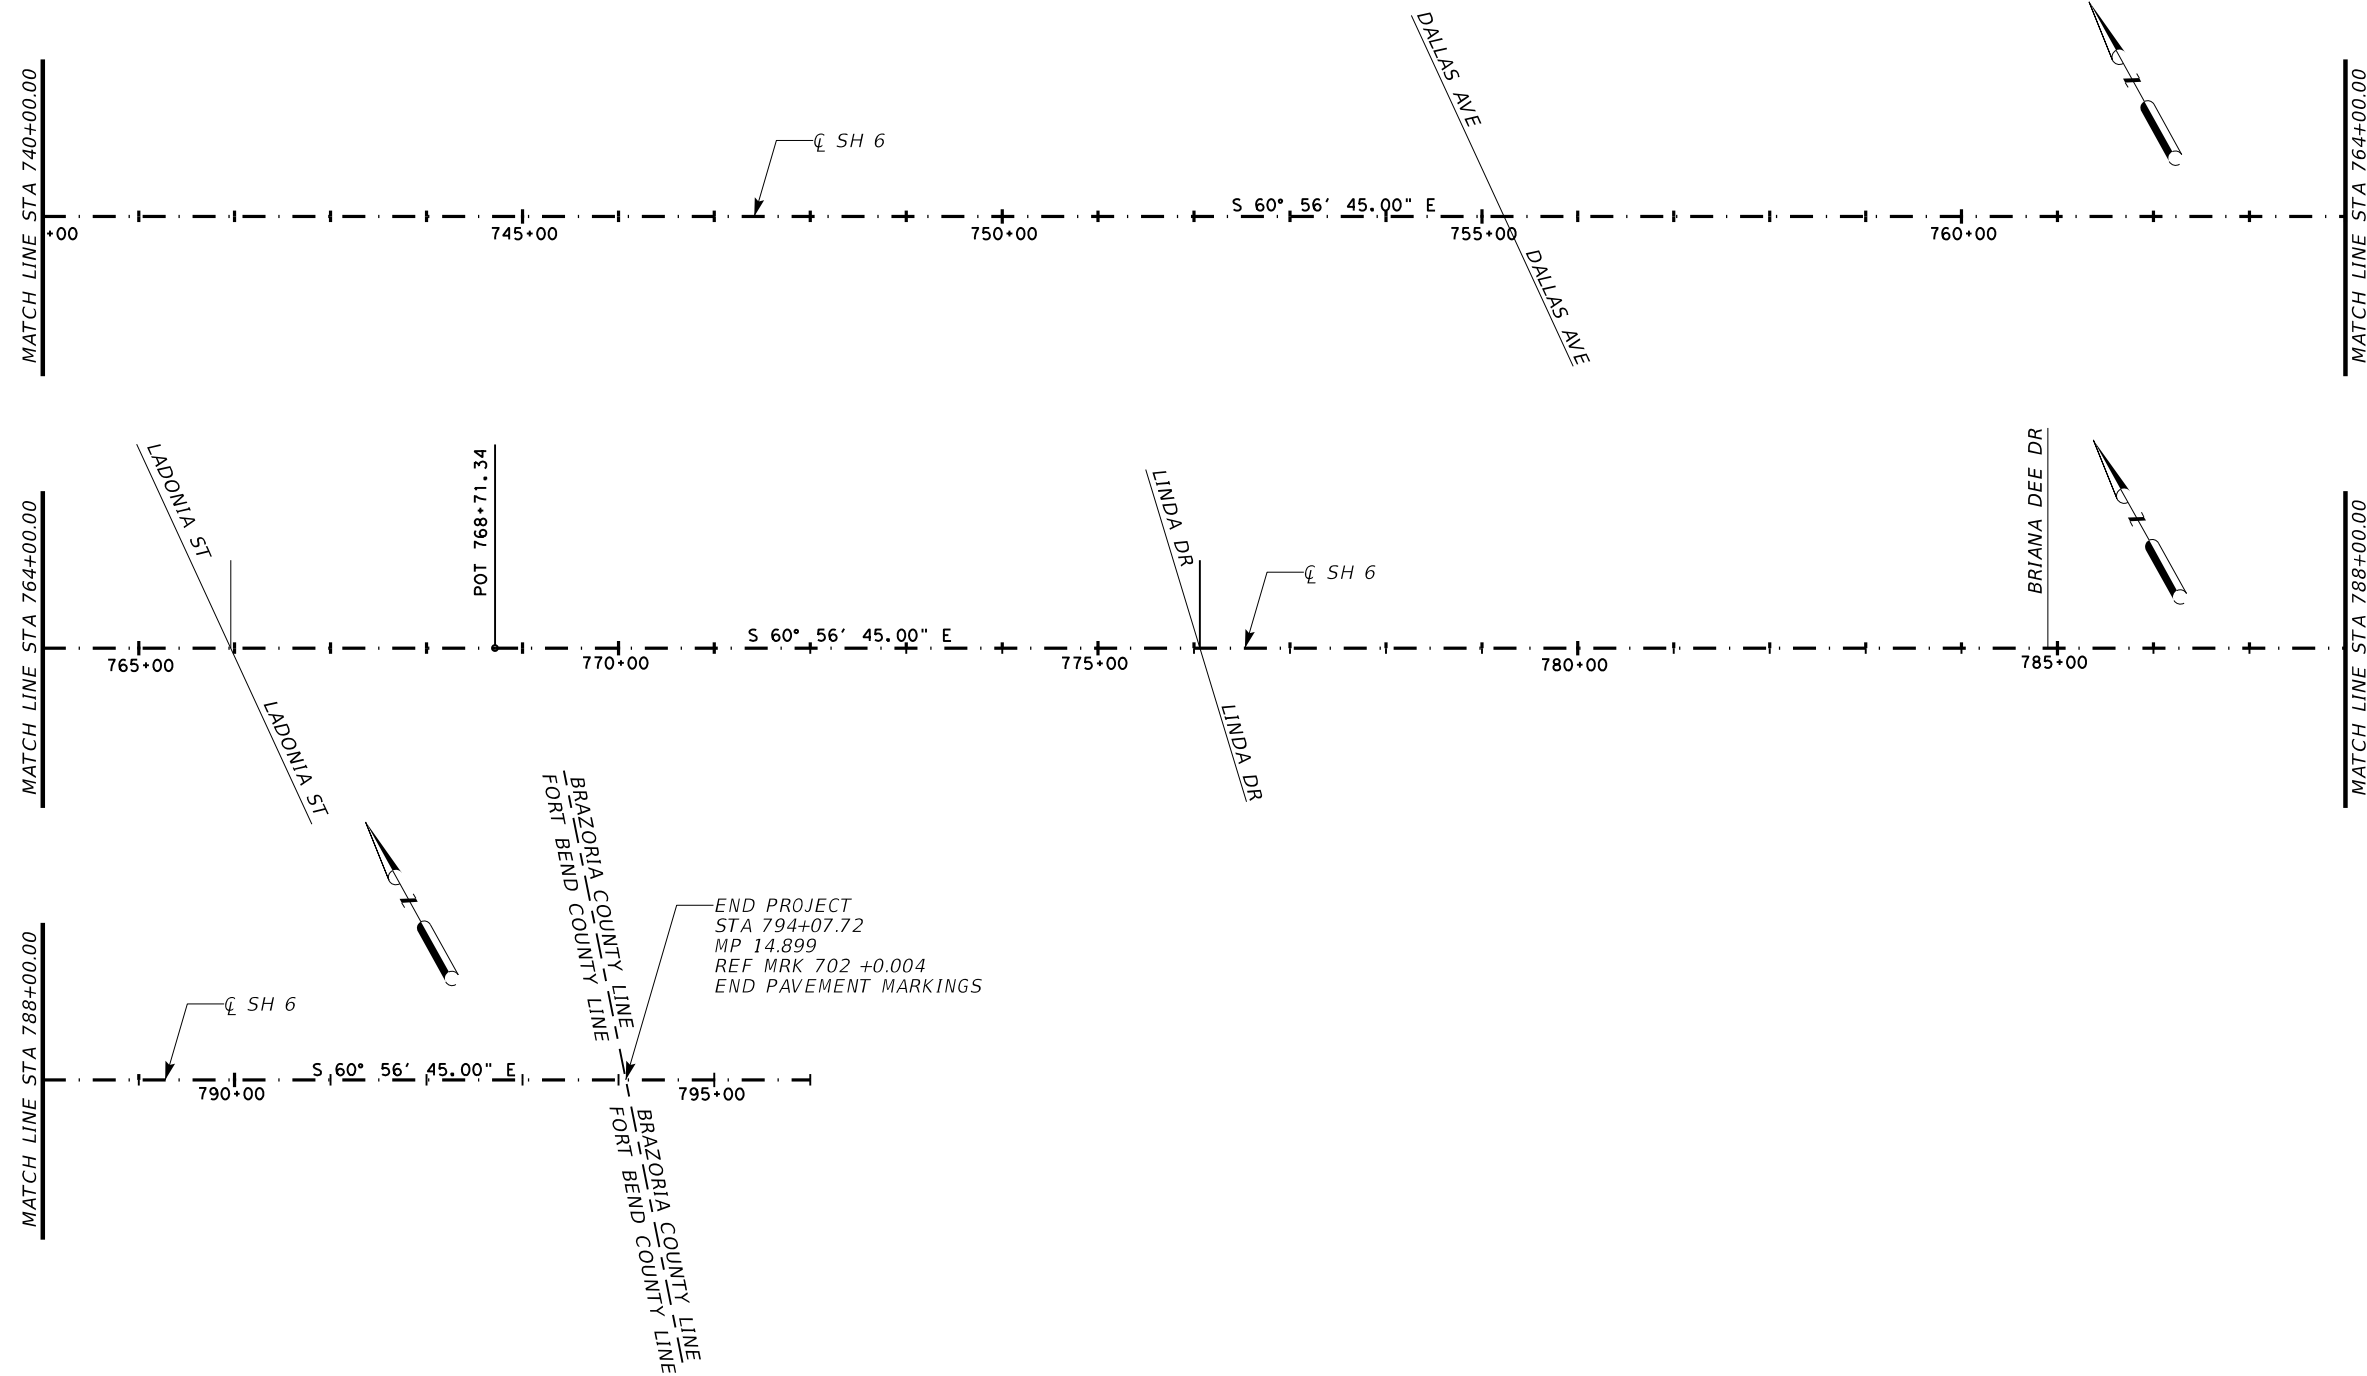 MATCH LINE STA 740+00.00
+00
745+00
℄ SH 6
750+00
S 60° 56' 45.00" E
DALLAS AVE
755+00
DALLAS AVE
760+00
N
MATCH LINE STA 764+00.00
MATCH LINE STA 764+00.00
LADONIA ST
765+00
LADONIA ST
POT 768+71.34
770+00
S 60° 56' 45.00" E
775+00
LINDA DR
LINDA DR
℄ SH 6
780+00
BRIANA DEE DR
785+00
N
MATCH LINE STA 788+00.00
MATCH LINE STA 788+00.00
℄ SH 6
790+00
N
S 60° 56' 45.00" E
BRAZORIA COUNTY LINE
FORT BEND COUNTY LINE
END PROJECT
STA 794+07.72
MP 14.899
REF MRK 702 +0.004
END PAVEMENT MARKINGS
795+00
BRAZORIA COUNTY LINE
FORT BEND COUNTY LINE